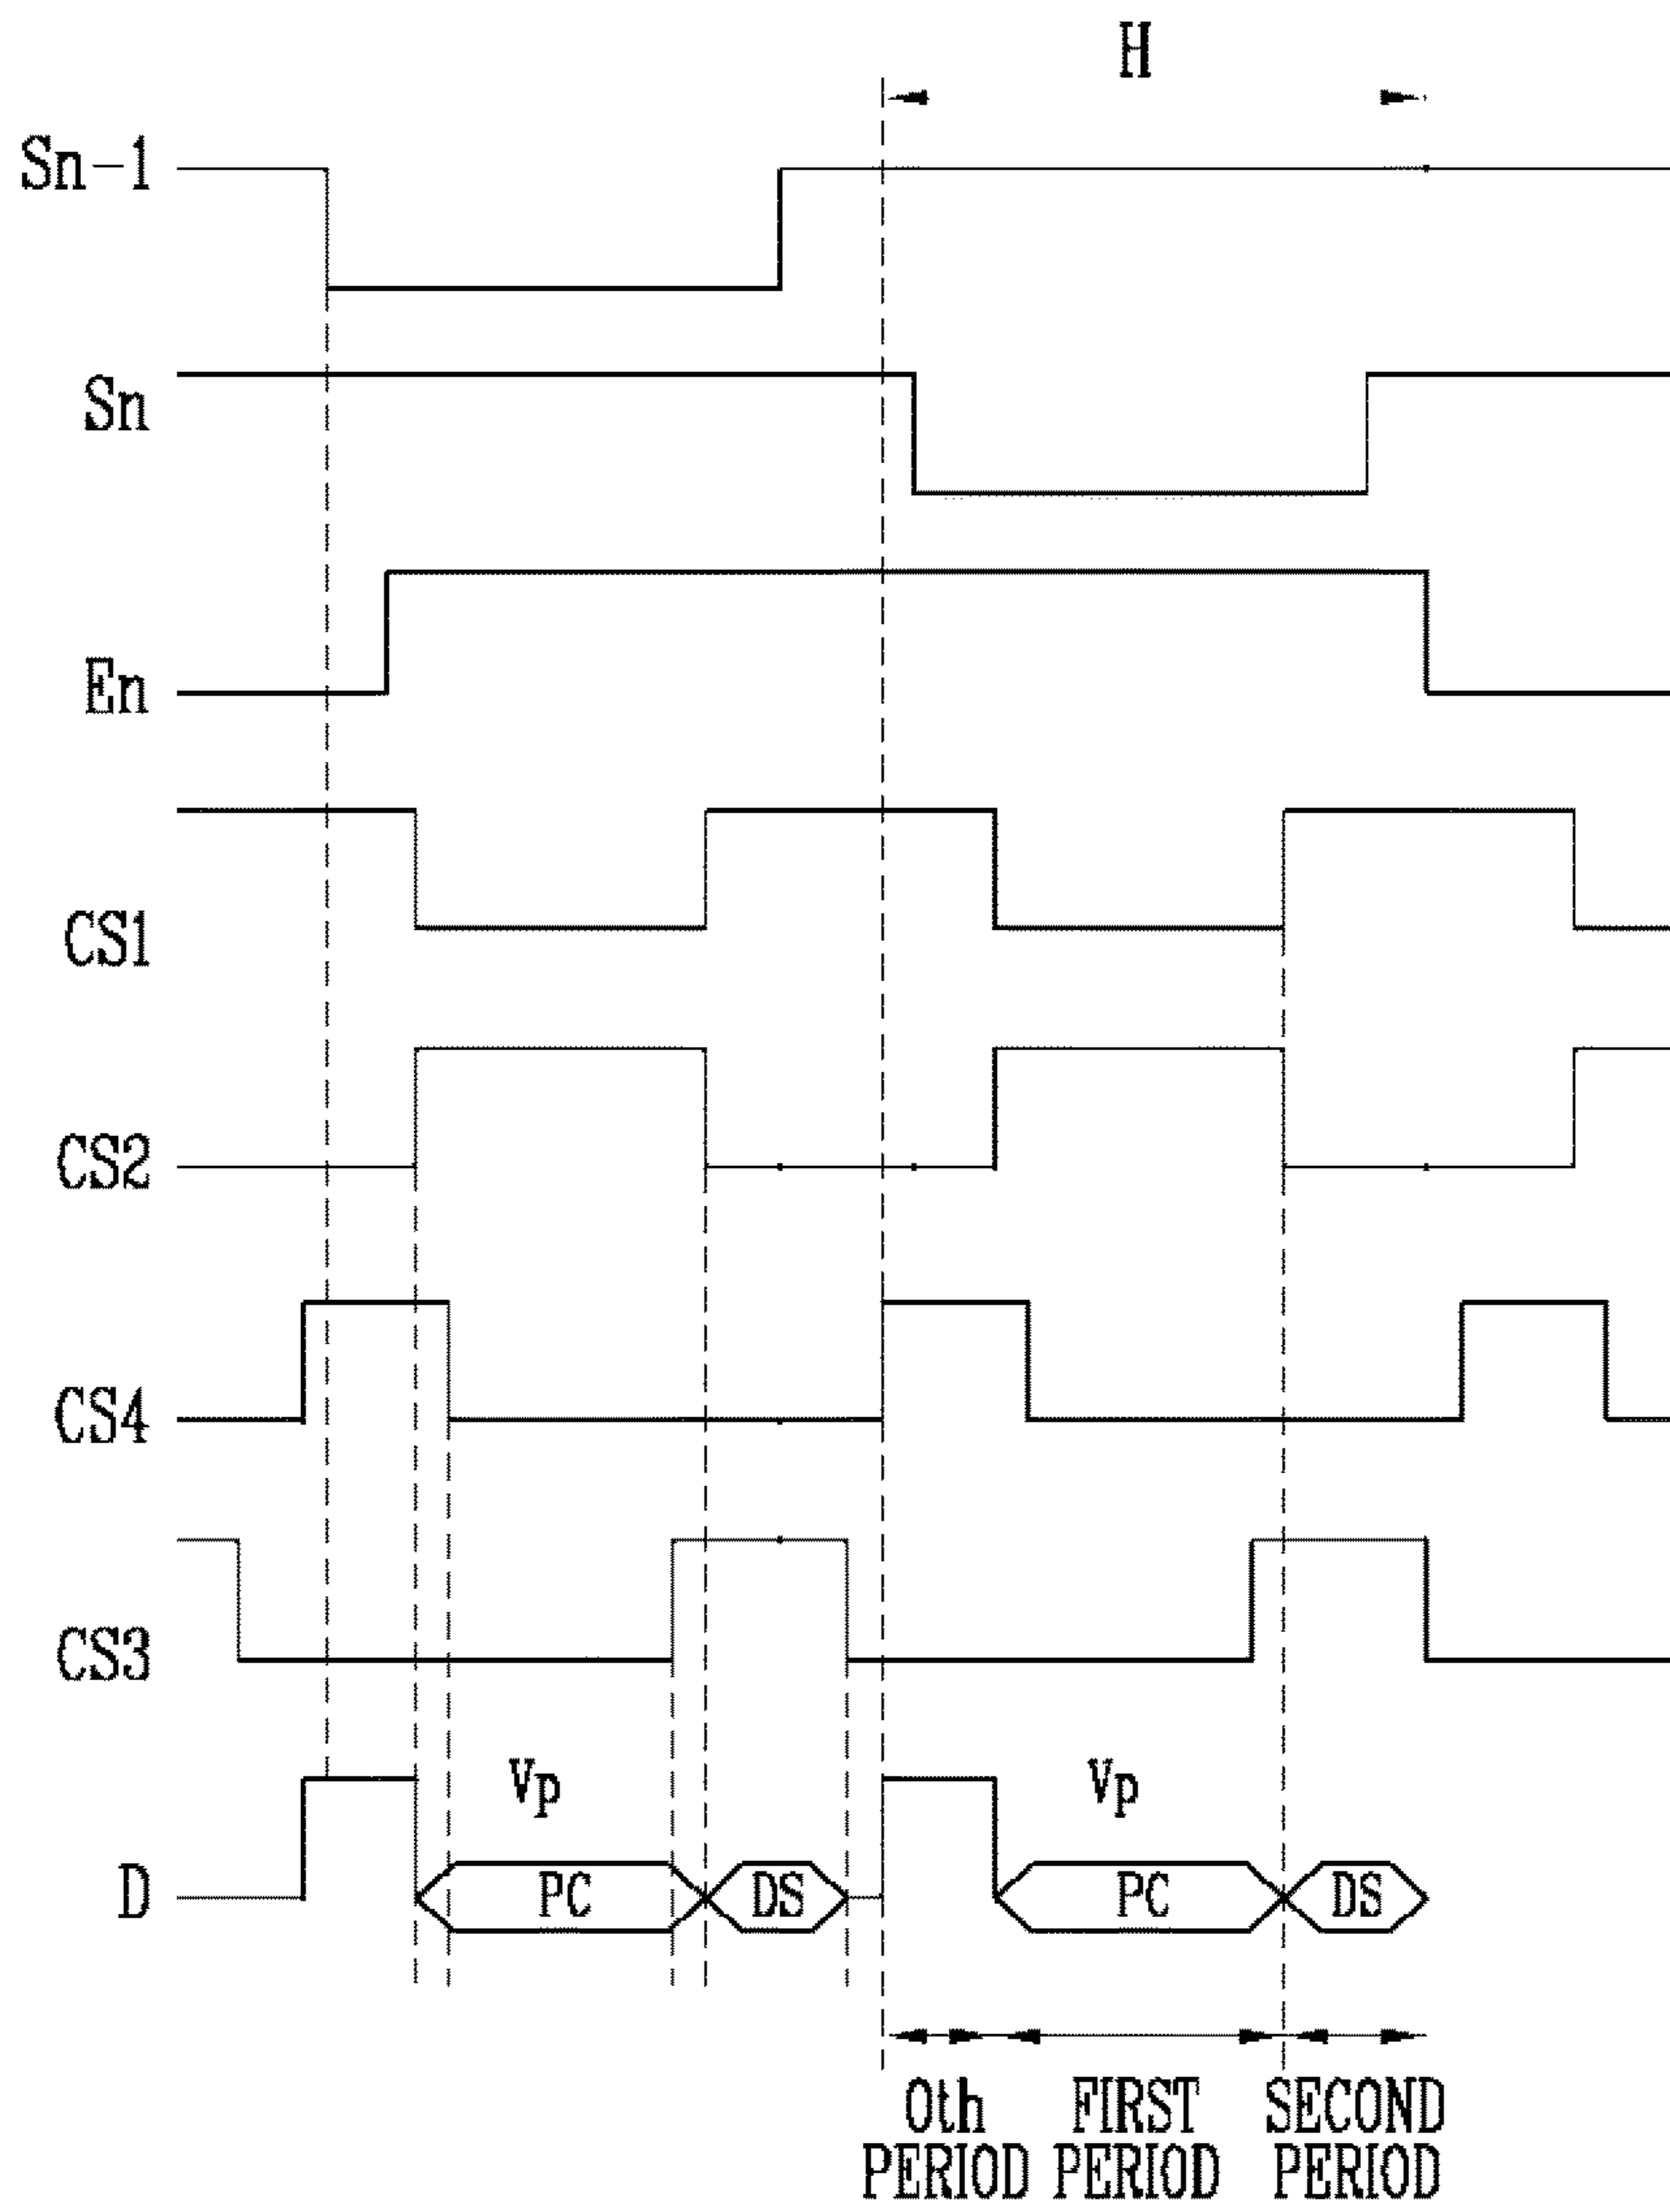 H
Sn-1
Sn
En
CS1
CS2
CS4
CS3
VP VP
D PC DS PC DS
0th FIRST SECOND
PERIOD PERIOD PERIOD